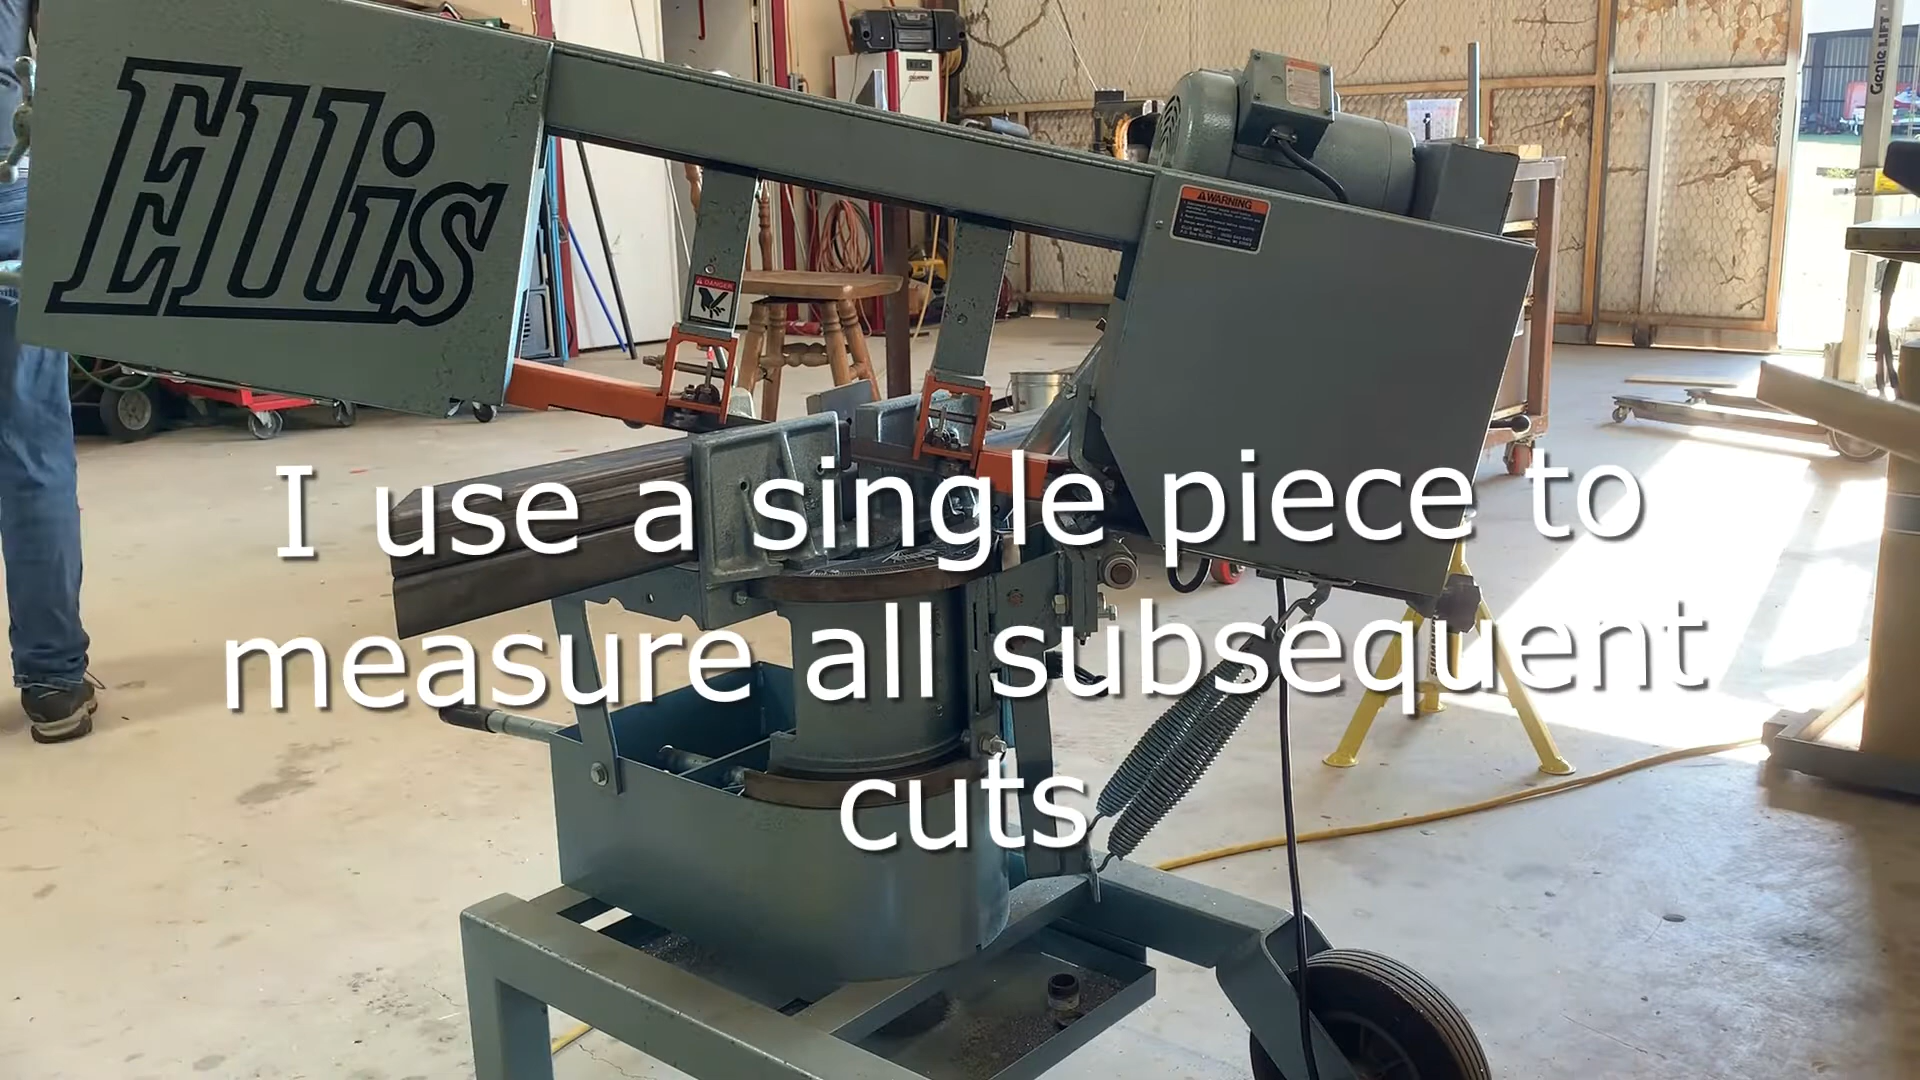 Ellis
WARNING
DANGER
Genie LIFT
I use a single piece to
measure all subsequent
cuts